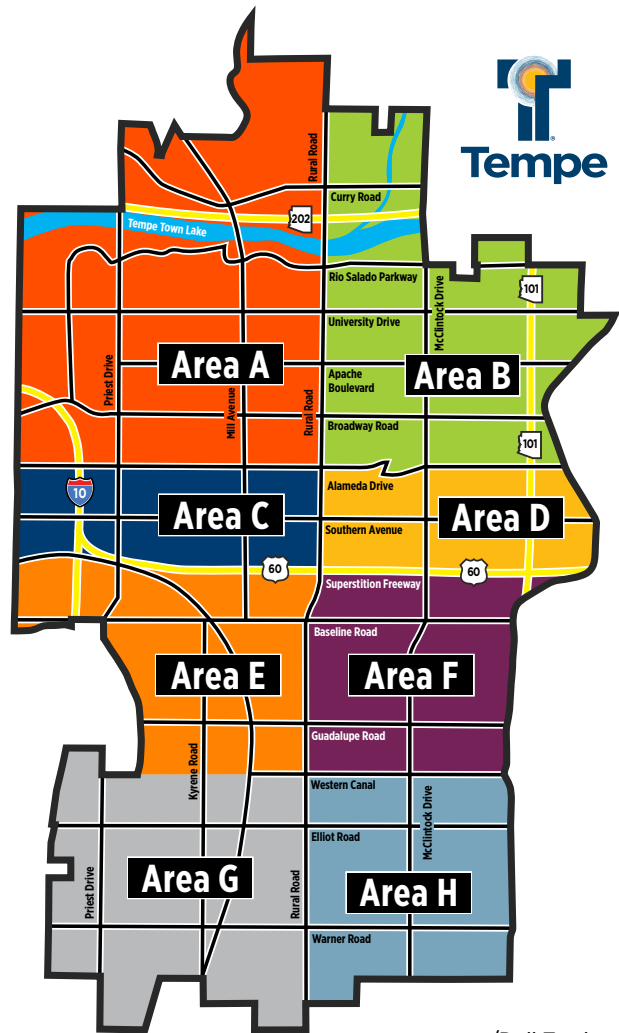 Tempe
Rural Road
Curry Road
202
Tempe Town Lake
Rio Salado Parkway
101
McClintock Drive
University Drive
Area A
Area B
Priest Drive
Apache
Boulevard
Mill Avenue
Rural Road
Broadway Road
101
Alameda Drive
10
Area C
Area D
Southern Avenue
60
60
Superstition Freeway
Baseline Road
Area E
Area F
Guadalupe Road
Kyrene Road
Western Canal
McClintock Drive
Elliot Road
Area G
Area H
Priest Drive
Rural Road
Warner Road